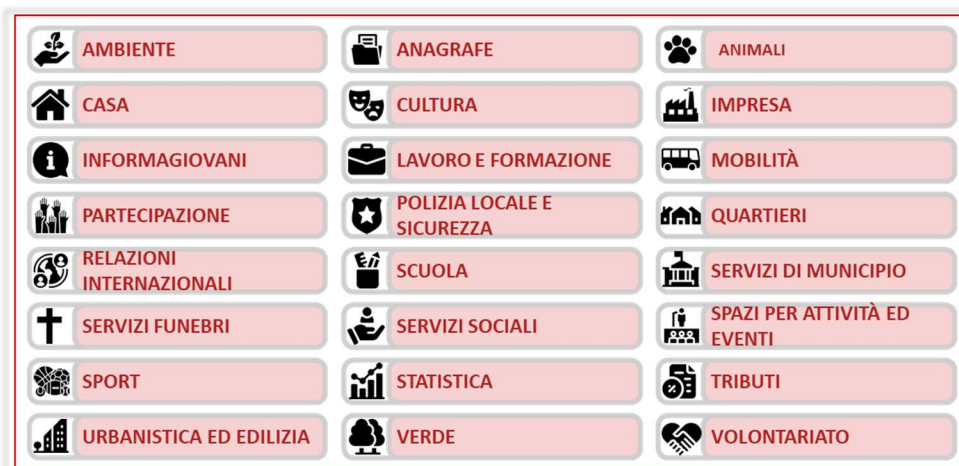 AMBIENTE
ANAGRAFE
ANIMALI
CASA
CULTURA
IMPRESA
INFORMAGIOVANI
LAVORO E FORMAZIONE
MOBILITÀ
PARTECIPAZIONE
POLIZIA LOCALE E
SICUREZZA
QUARTIERI
RELAZIONI
INTERNAZIONALI
SCUOLA
SERVIZI DI MUNICIPIO
SERVIZI FUNEBRI
SERVIZI SOCIALI
SPAZI PER ATTIVITÀ ED
EVENTI
SPORT
STATISTICA
TRIBUTI
URBANISTICA ED EDILIZIA
VERDE
VOLONTARIATO